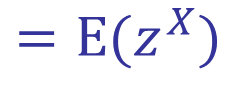 = E(z^X)